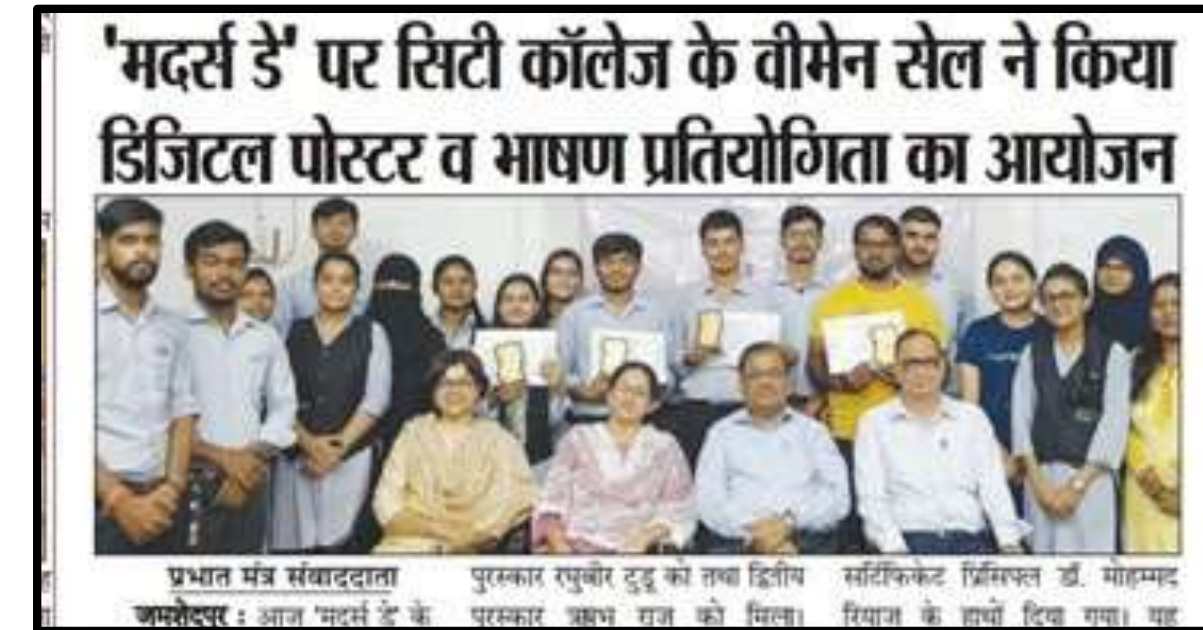 'मदर्स डे' पर सिटी कॉलेज के वीमेन सेल ने किया
डिजिटल पोस्टर व भाषण प्रतियोगिता का आयोजन
प्रभात मंत्र संवाददाता
जमशेदपुर : आज 'मदर्स डे' के
पुरस्कार रघुबीर टुडू को तथा द्वितीय
पुरस्कार ऋषभ राज को मिला।
सर्टिफिकेट प्रिंसिपल डॉ. मोहम्मद
रियाज के हाथों दिया गया। यह